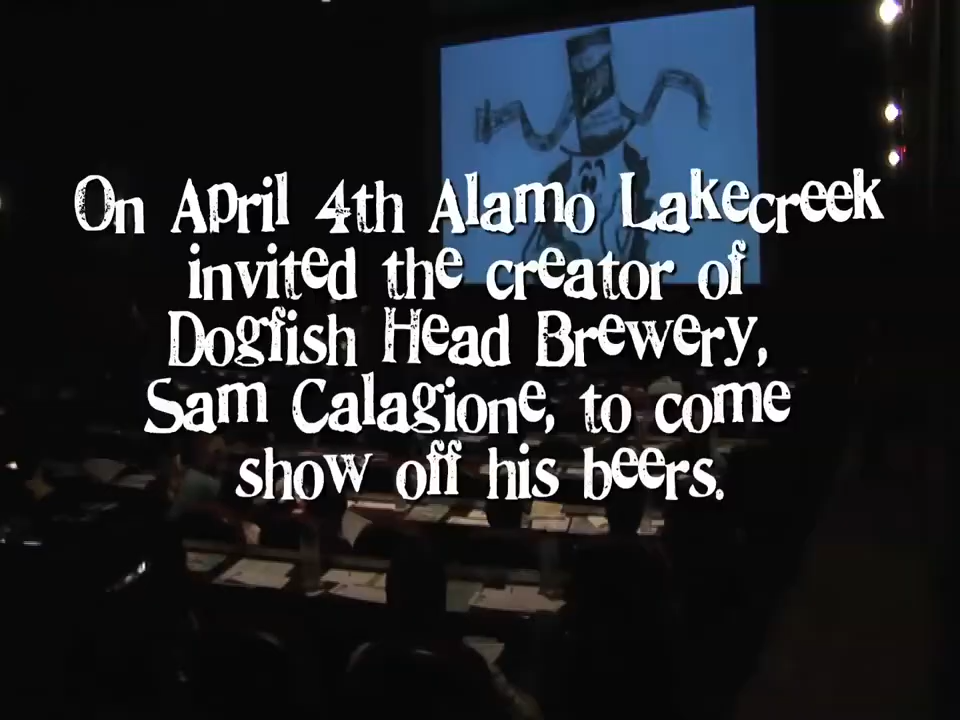 On April 4th Alamo Lakecreek
invited the creator of
Dogfish Head Brewery,
Sam Calagione, to come
show off his beers.